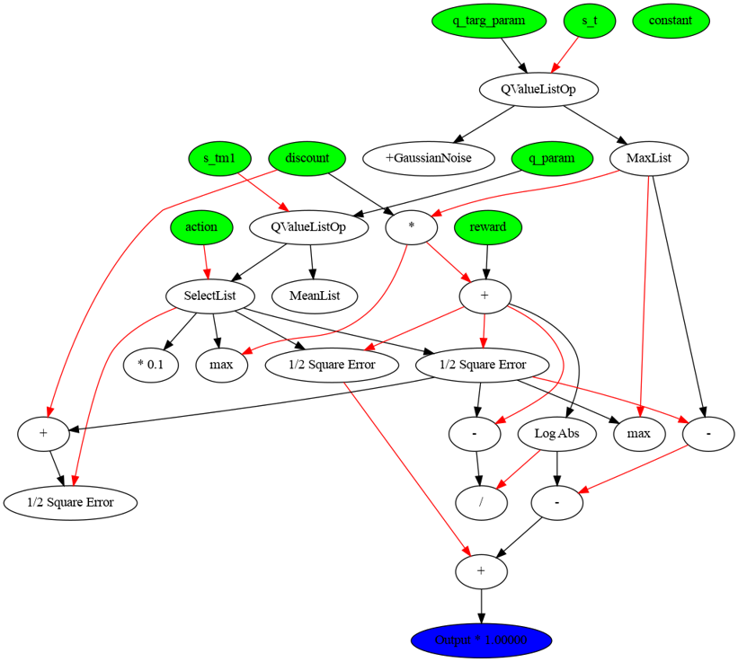 q_targ_param
s_t
constant
QValueListOp
s_tm1
discount
+GaussianNoise
q_param
MaxList
action
QValueListOp
*
reward
SelectList
MeanList
+
* 0.1
max
1/2 Square Error
1/2 Square Error
+
-
Log Abs
max
-
1/2 Square Error
/
-
+
Output * 1.00000